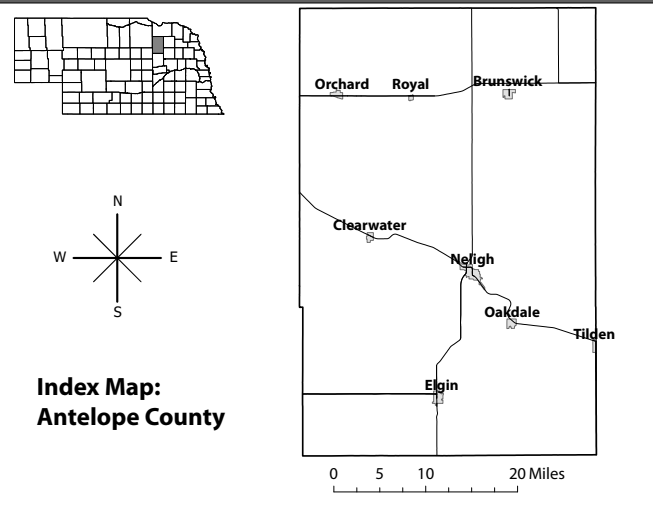 Orchard
Royal
Brunswick
N
W
E
S
Clearwater
Neligh
Oakdale
Tilden
Elgin
Index Map:
Antelope County
0 5 10 20 Miles